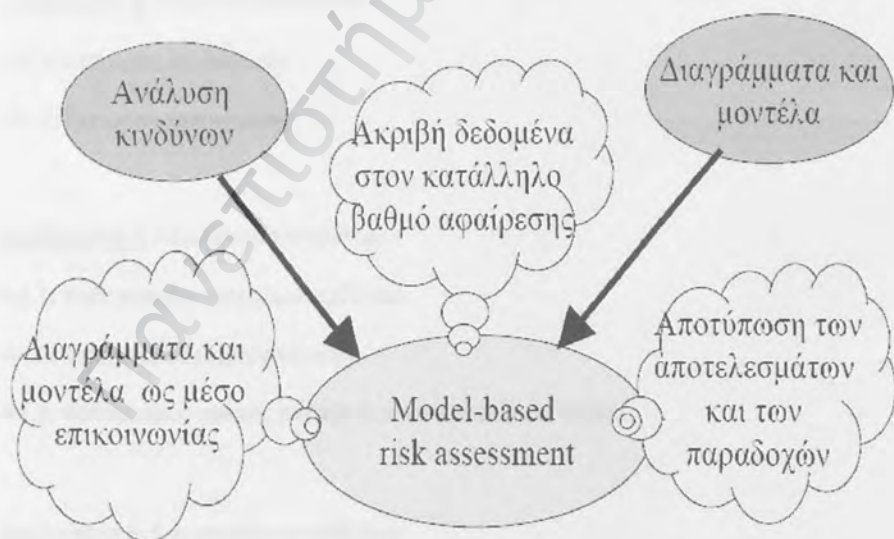 Ανάλυση
κινδύνων
Διαγράμματα και
μοντέλα
Ακριβή δεδομένα
στον κατάλληλο
βαθμό αφαίρεσης
Διαγράμματα και
μοντέλα ως μέσο
επικοινωνίας
Model-based
risk assessment
Αποτύπωση των
αποτελεσμάτων
και των
παραδοχών
Πανεπιστήμ